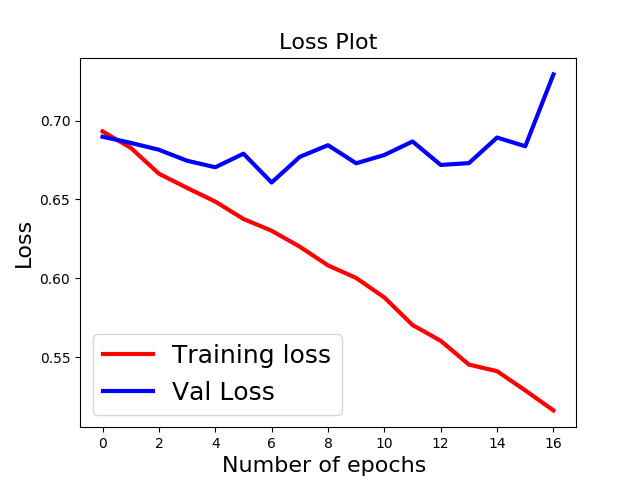 Loss Plot
Loss
0.70
0.65
0.60
0.55
Training loss
Val Loss
0 2 4 6 8 10 12 14 16
Number of epochs